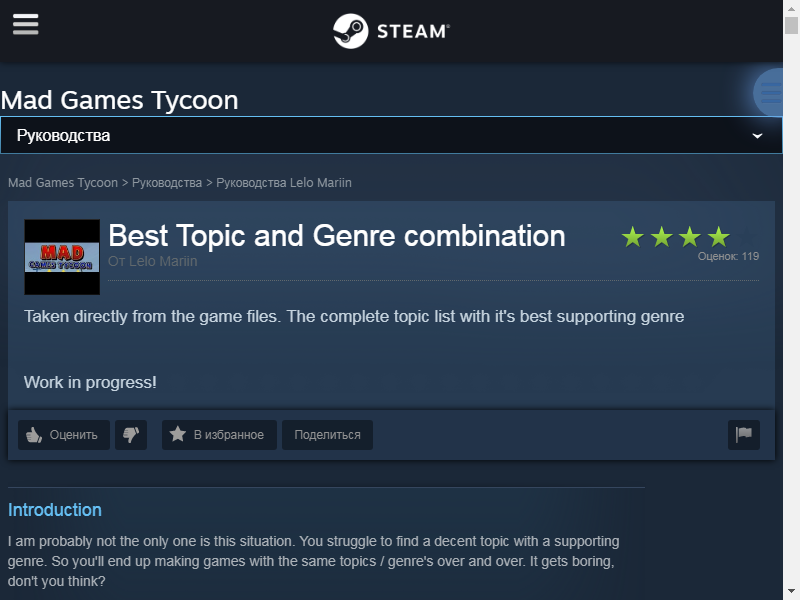 STEAM
Mad Games Tycoon
Руководства
Mad Games Tycoon > Руководства > Руководства Lelo Mariin
MAD
GAMES TYCOON
Best Topic and Genre combination
От Lelo Mariin
Оценок: 119
Taken directly from the game files. The complete topic list with it's best supporting genre
Work in progress!
Оценить
В избранное
Поделиться
Introduction
I am probably not the only one is this situation. You struggle to find a decent topic with a supporting
genre. So you'll end up making games with the same topics / genre's over and over. It gets boring,
don't you think?